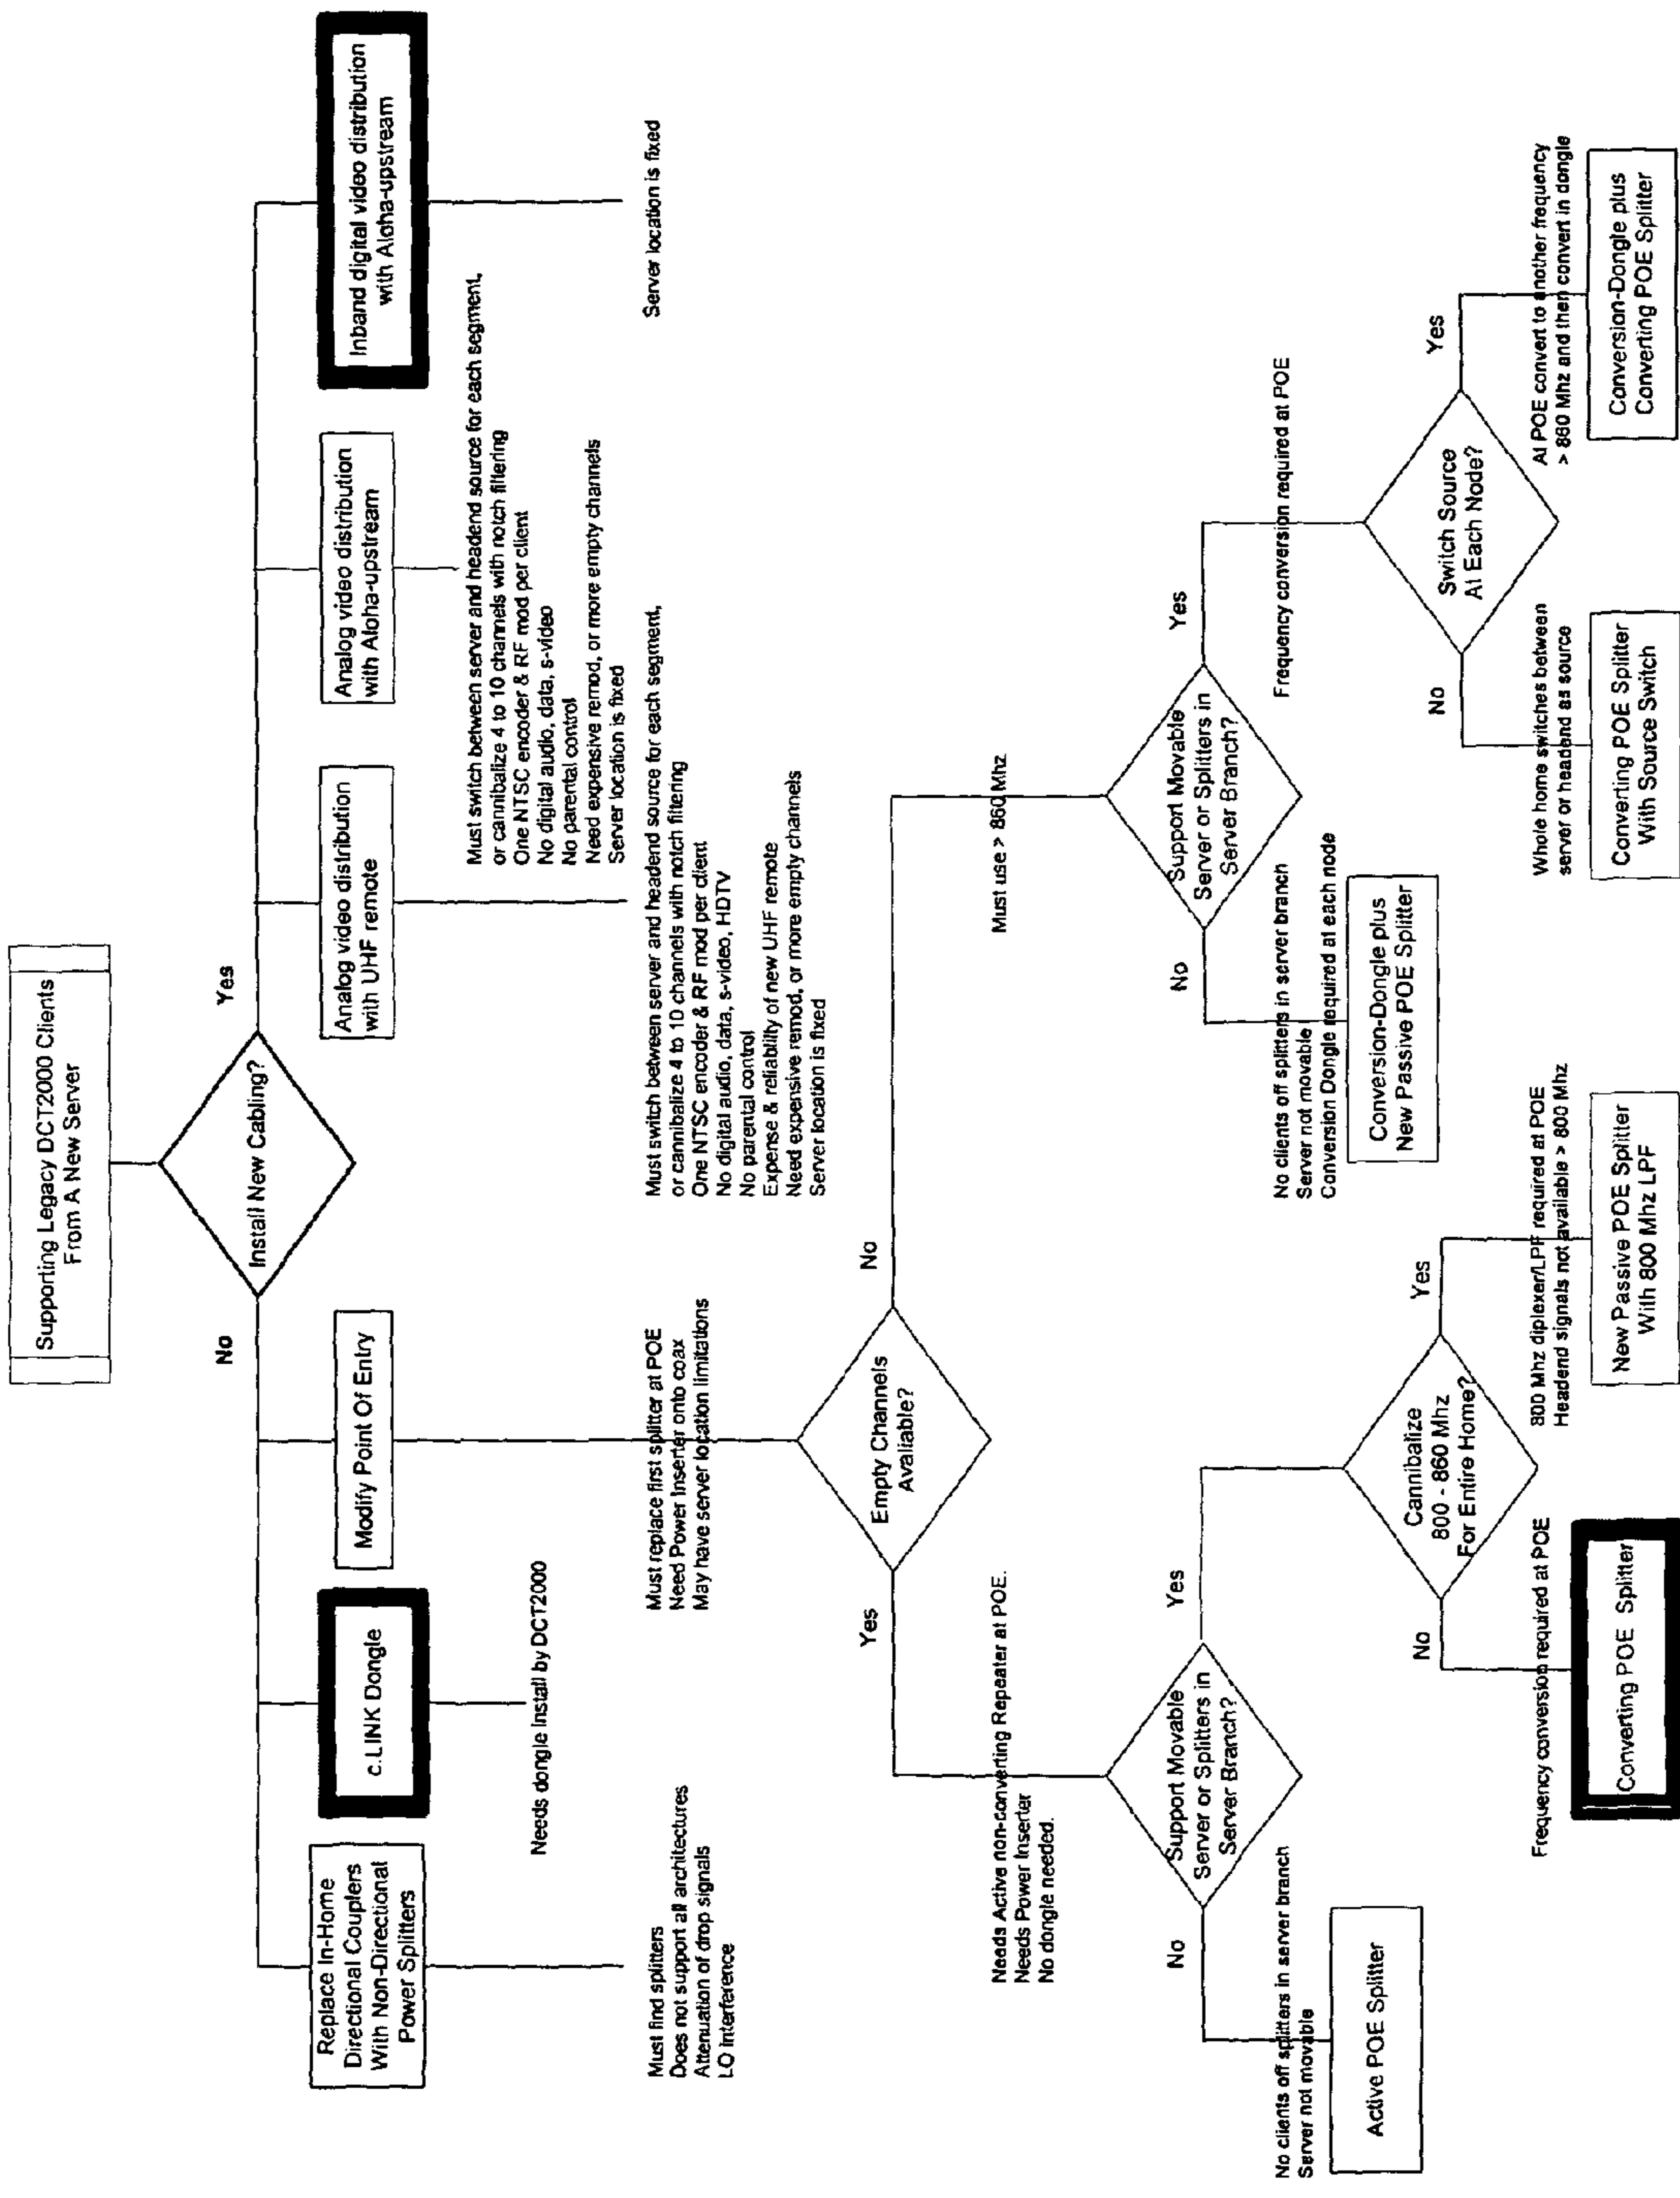 Supporting Legacy DCT2000 Clients
From A New Server
Install New Cabling?
No
Yes
Replace In-Home
Directional Couplers
With Non-Directional
Power Splitters
c.LINK Dongle
Modify Point Of Entry
Analog video distribution
with UHF remote
Analog video distribution
with Aloha-upstream
Inband digital video distribution
with Aloha-upstream
Must find splitters
Does not support all architectures
Attenuation of drop signals
LO interference
Needs dongle install by DCT2000
Must replace first splitter at POE
Need Power Inserter onto coax
May have server location limitations
Must switch between server and headend source for each segment,
or cannibalize 4 to 10 channels with notch filtering
One NTSC encoder & RF mod per client
No digital audio, data, s-video, HDTV
No parental control
Expense & reliability of new UHF remote
Need expensive remod, or more empty channels
Server location is fixed
Must switch between server and headend source for each segment,
or cannibalize 4 to 10 channels with notch filtering
One NTSC encoder & RF mod per client
No digital audio, data, s-video
No parental control
Need expensive remod, or more empty channels
Server location is fixed
Server location is fixed
Empty Channels
Avaliable?
Yes
No
Needs Active non-converting Repeater at POE.
Needs Power Inserter
No dongle needed.
Must use > 860 Mhz
Support Movable
Server or Splitters in
Server Branch?
No
Yes
Support Movable
Server or Splitters in
Server Branch?
No
Yes
No clients off splitters in server branch
Server not movable
Active POE Splitter
Cannibalize
800 - 860 Mhz
For Entire Home?
No
Yes
Frequency conversion required at POE
Converting POE Splitter
800 Mhz diplexer/LPF required at POE
Headend signals not available > 800 Mhz
New Passive POE Splitter
With 800 Mhz LPF
No clients off splitters in server branch
Server not movable
Conversion Dongle required at each node
Conversion-Dongle plus
New Passive POE Splitter
Frequency conversion required at POE
Switch Source
At Each Node?
No
Yes
Whole home switches between
server or headend as source
Converting POE Splitter
With Source Switch
At POE convert to another frequency
> 860 Mhz and then convert in dongle
Conversion-Dongle plus
Converting POE Splitter